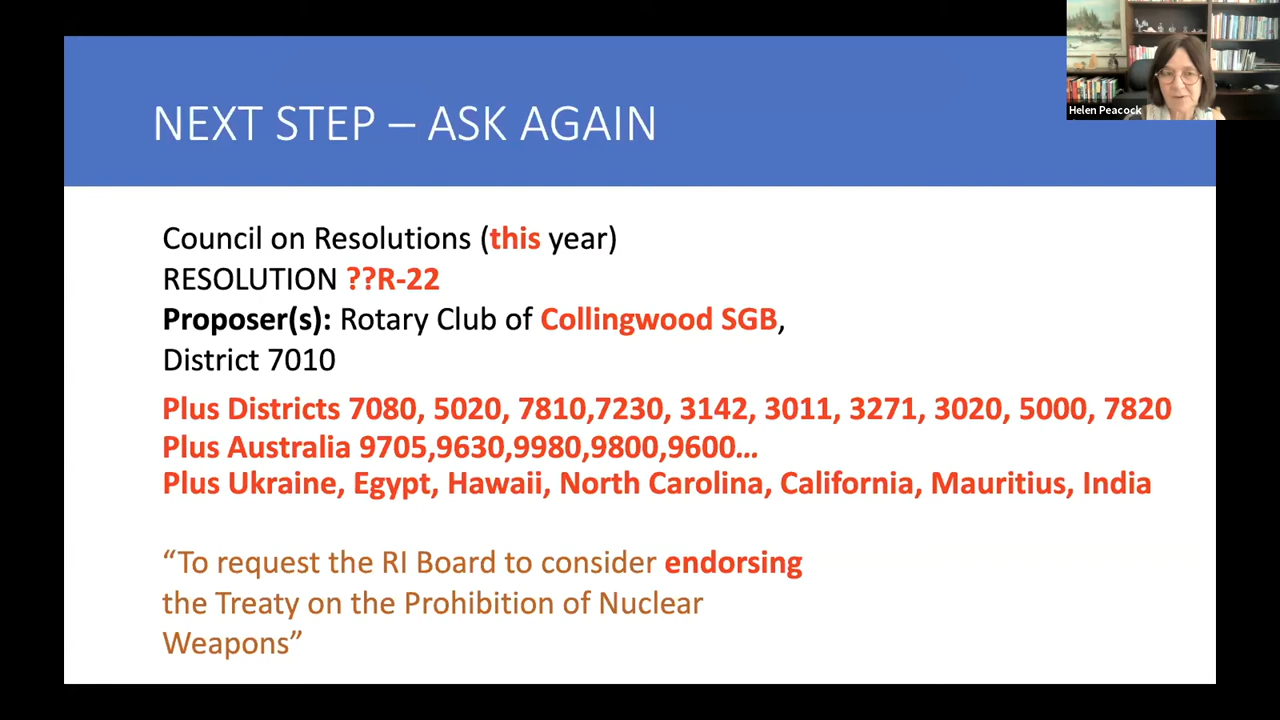 NEXT STEP – ASK AGAIN
Helen Peacock
Council on Resolutions (this year)
RESOLUTION ??R-22
Proposer(s): Rotary Club of Collingwood SGB,
District 7010
Plus Districts 7080, 5020, 7810,7230, 3142, 3011, 3271, 3020, 5000, 7820
Plus Australia 9705,9630,9980,9800,9600…
Plus Ukraine, Egypt, Hawaii, North Carolina, California, Mauritius, India
“To request the RI Board to consider endorsing
the Treaty on the Prohibition of Nuclear
Weapons”